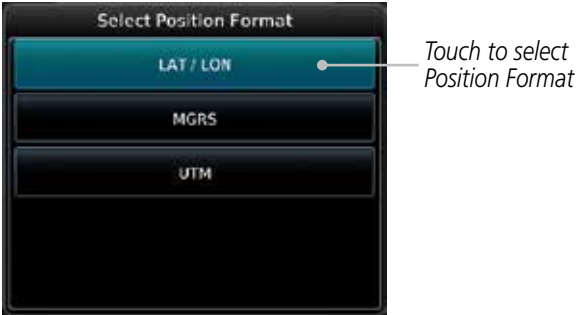 Select Position Format
LAT / LON
Touch to select
Position Format
MGRS
UTM